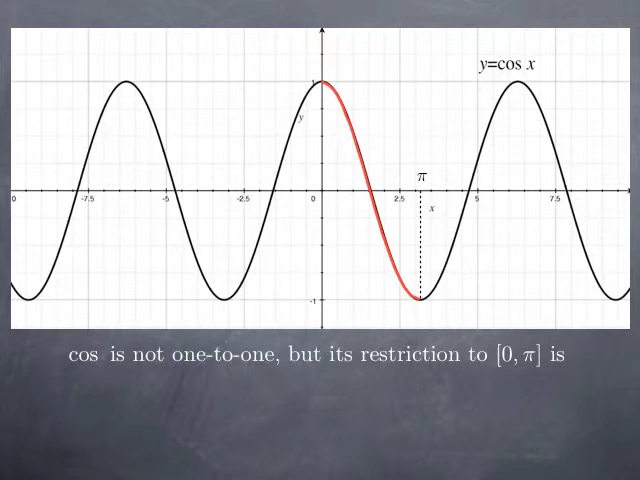 y=cos x
1
y
π
0 -7.5 -5 -2.5 0 2.5 5 7.5
x
-1
cos is not one-to-one, but its restriction to [0, π] is